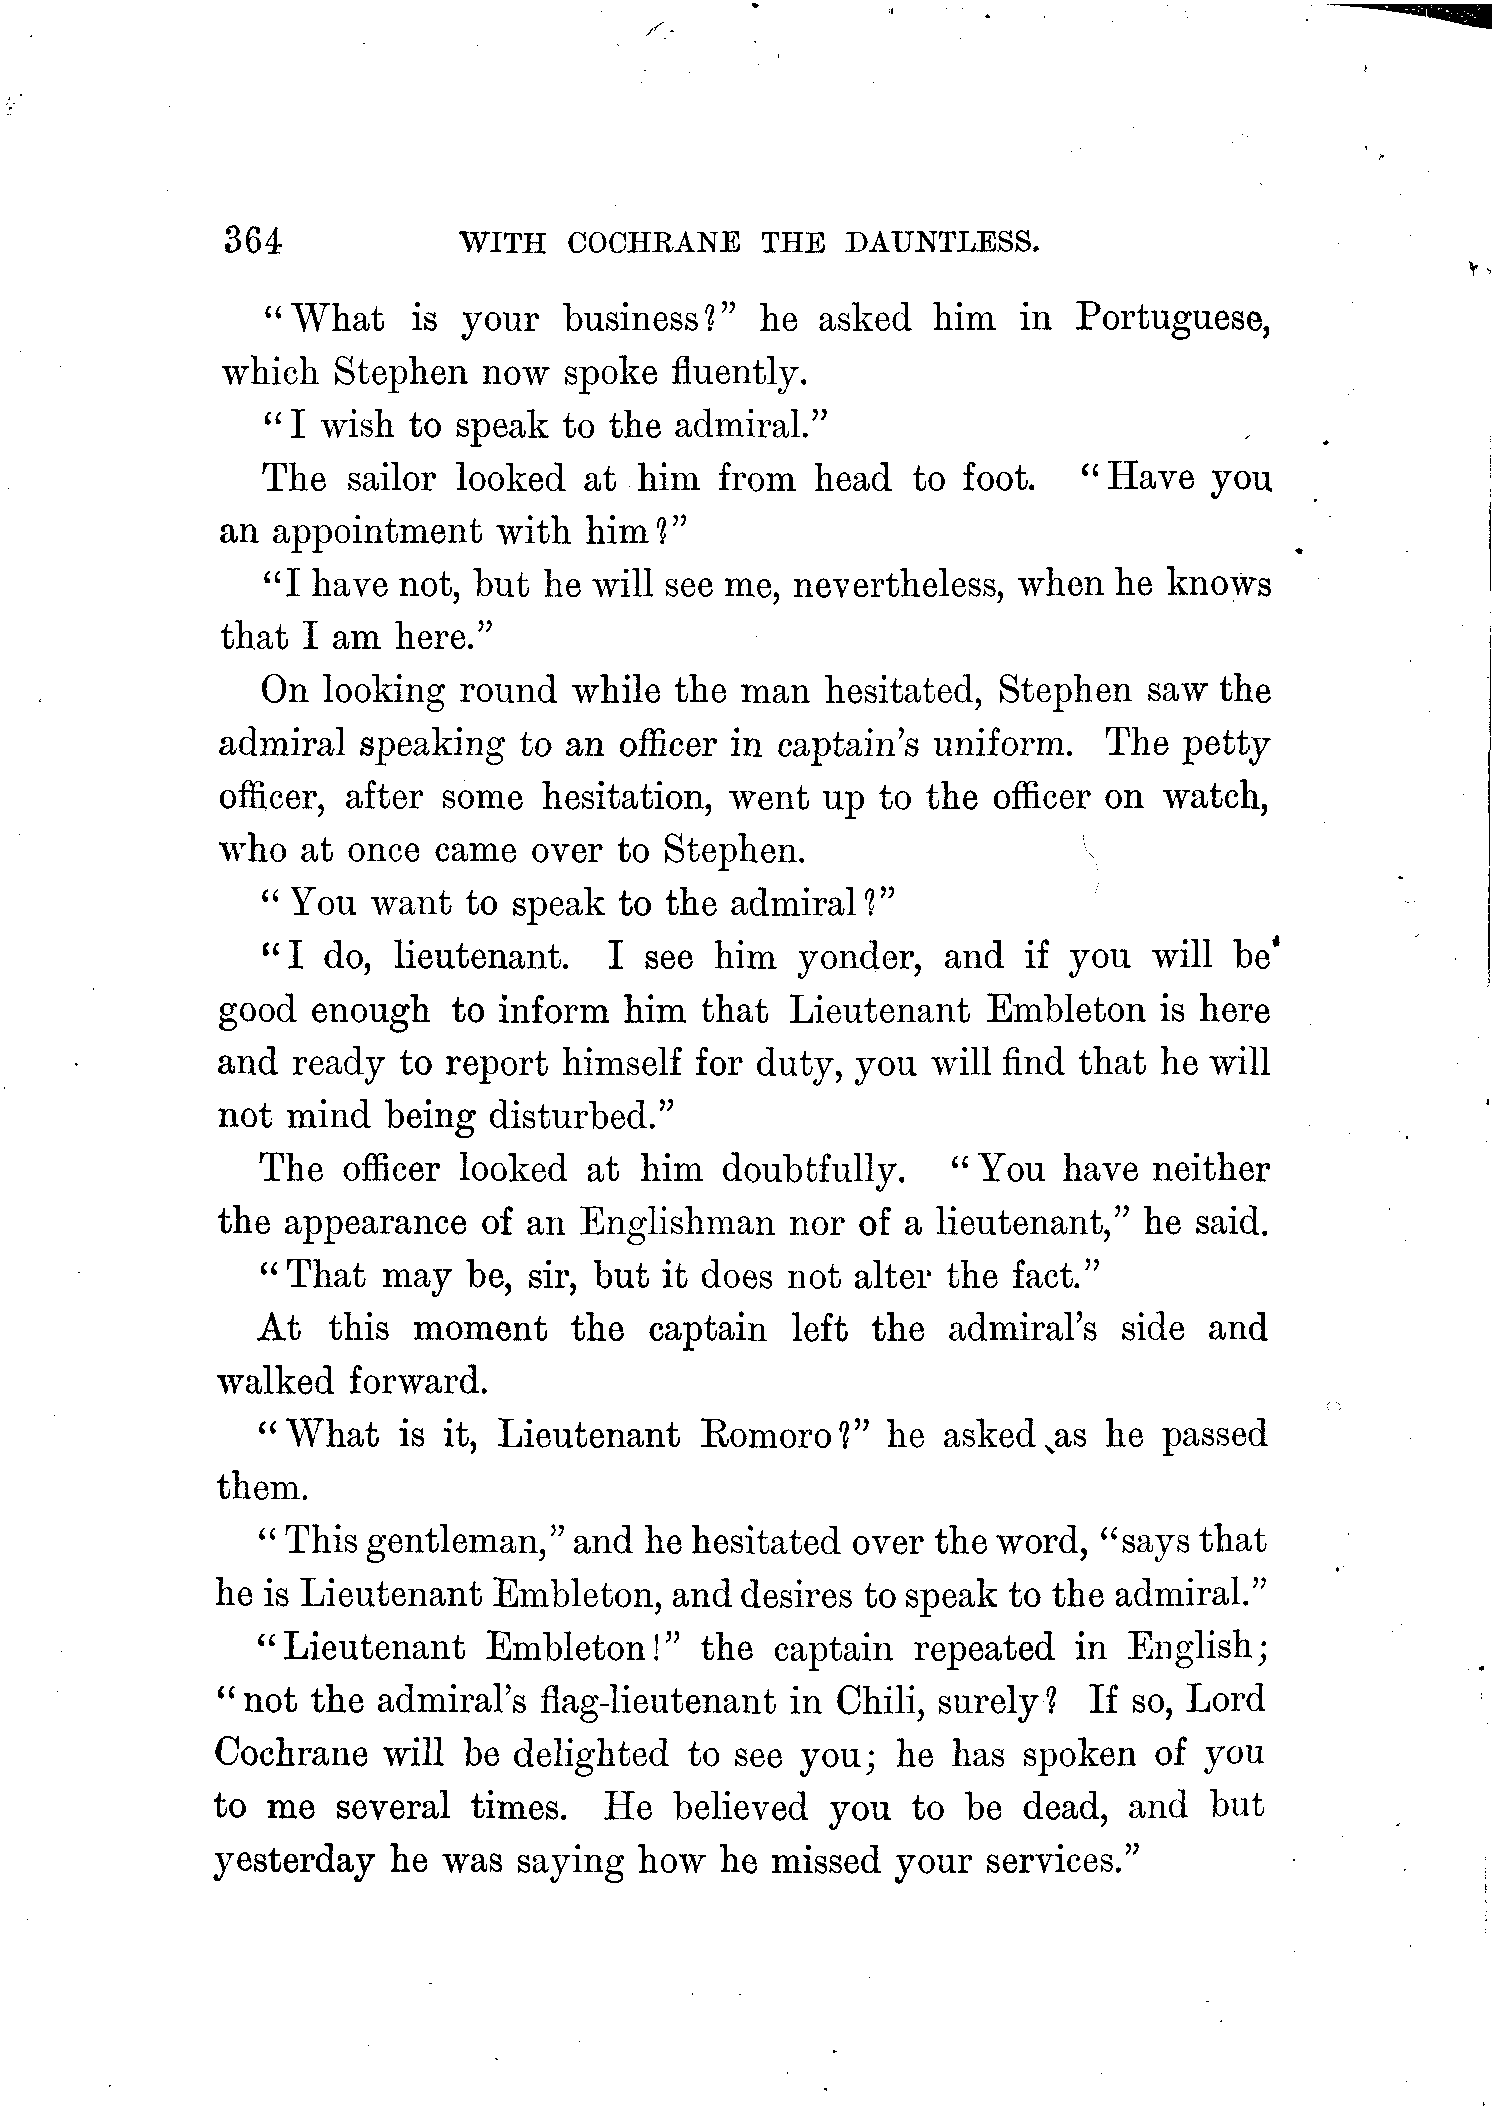 364 WITH COCHRANE THE DAUNTLESS.
“What is your business?” he asked him in Portuguese,
which Stephen now spoke fluently.
“I wish to speak to the admiral.”
The sailor looked at him from head to foot. “Have you
an appointment with him?”
“I have not, but he will see me, nevertheless, when he knows
that I am here.”
On looking round while the man hesitated, Stephen saw the
admiral speaking to an officer in captain’s uniform. The petty
officer, after some hesitation, went up to the officer on watch,
who at once came over to Stephen.
“You want to speak to the admiral?”
“I do, lieutenant. I see him yonder, and if you will be
good enough to inform him that Lieutenant Embleton is here
and ready to report himself for duty, you will find that he will
not mind being disturbed.”
The officer looked at him doubtfully. “You have neither
the appearance of an Englishman nor of a lieutenant,” he said.
“That may be, sir, but it does not alter the fact.”
At this moment the captain left the admiral’s side and
walked forward.
“What is it, Lieutenant Romoro?” he asked as he passed
them.
“This gentleman,” and he hesitated over the word, “says that
he is Lieutenant Embleton, and desires to speak to the admiral.”
“Lieutenant Embleton!” the captain repeated in English;
“not the admiral’s flag-lieutenant in Chili, surely? If so, Lord
Cochrane will be delighted to see you; he has spoken of you
to me several times. He believed you to be dead, and but
yesterday he was saying how he missed your services.”